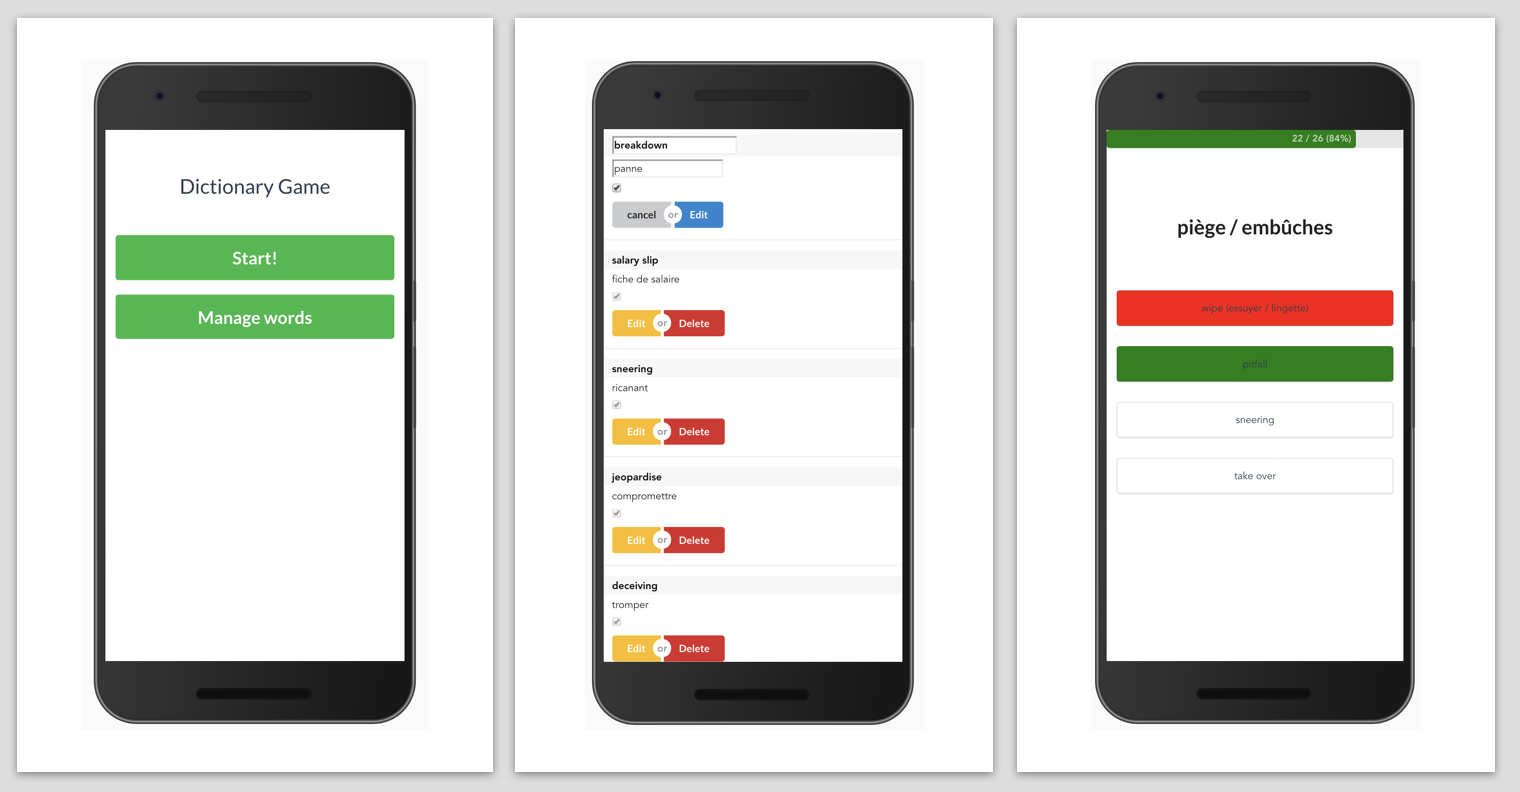 Dictionary Game
Start!
Manage words
breakdown
panne
cancel or Edit
salary slip
fiche de salaire
Edit or Delete
sneering
ricanant
Edit or Delete
jeopardise
compromettre
Edit or Delete
deceiving
tromper
Edit or Delete
22 / 26 (84%)
piège / embûches
wipe (essuyer / lingette)
pitfall
sneering
take over